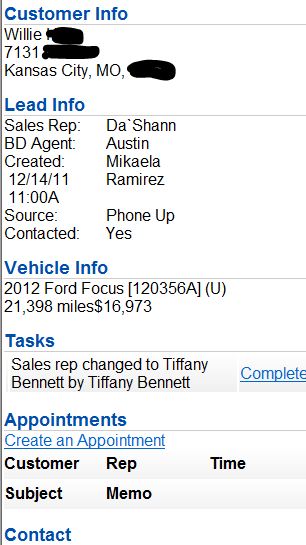 Customer Info
Willie
7131
Kansas City, MO,
Lead Info
Sales Rep: Da`Shann
BD Agent: Austin
Created: Mikaela
12/14/11 Ramirez
11:00A
Source: Phone Up
Contacted: Yes
Vehicle Info
2012 Ford Focus [120356A] (U)
21,398 miles$16,973
Tasks
Sales rep changed to Tiffany
Bennett by Tiffany Bennett Complete
Appointments
Create an Appointment
Customer Rep Time
Subject Memo
Contact